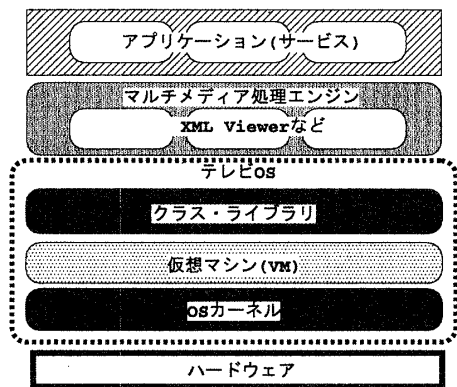 アプリケーション(サービス)
マルチメディア処理エンジン
XML Viewerなど
テレビOS
クラス・ライブラリ
仮想マシン(VM)
OSカーネル
ハードウェア